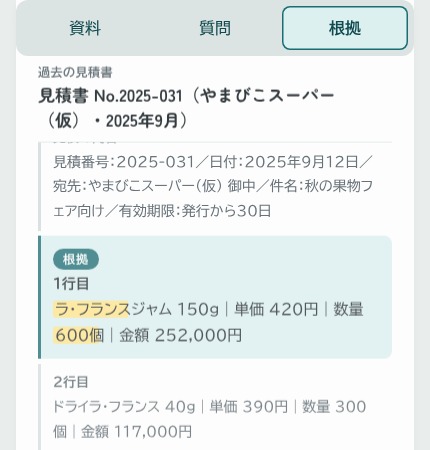 資料
質問
根拠
過去の見積書
見積書 No.2025-031（やまびこスーパー
（仮）・2025年9月）
見積番号：2025-031／日付：2025年9月12日／
宛先：やまびこスーパー(仮) 御中／件名：秋の果物フ
ェア向け／有効期限：発行から30日
根拠
1行目
ラ・フランスジャム 150g｜単価 420円｜数量
600個｜金額 252,000円
2行目
ドライラ・フランス 40g｜単価 390円｜数量 300
個｜金額 117,000円